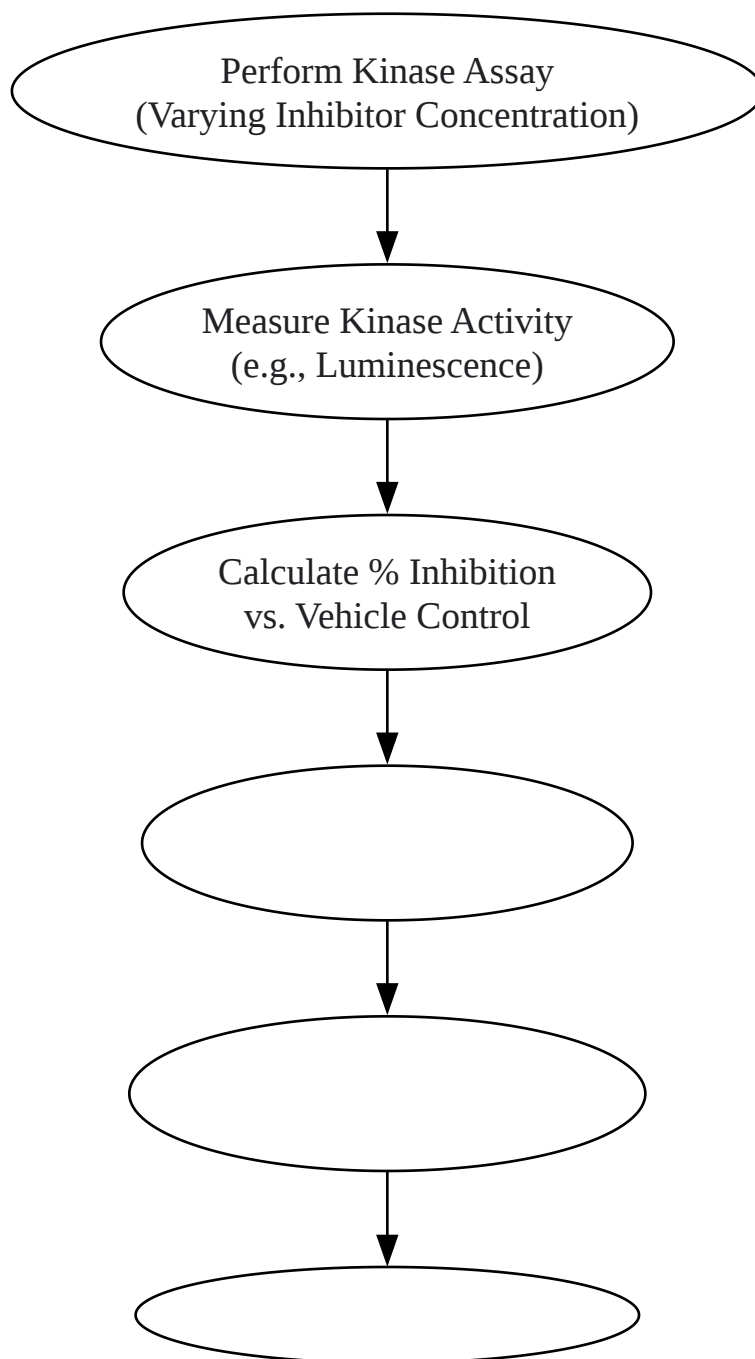 Perform Kinase Assay
(Varying Inhibitor Concentration)
Measure Kinase Activity
(e.g., Luminescence)
Calculate % Inhibition
vs. Vehicle Control